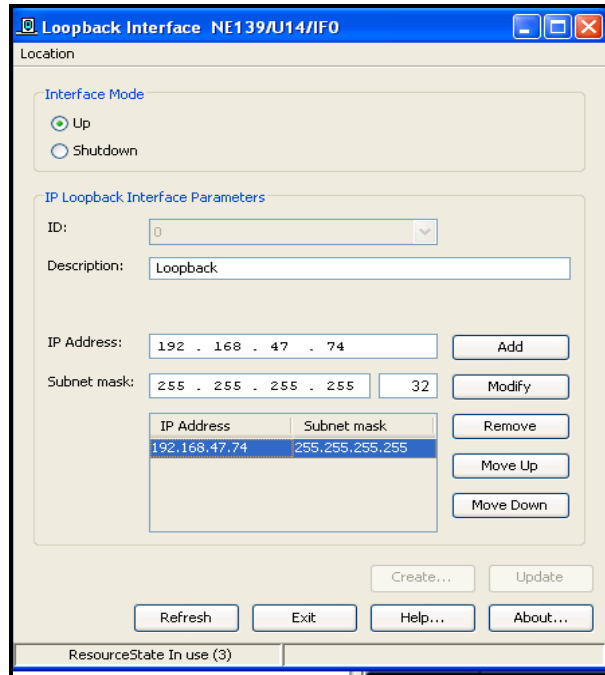 Loopback Interface NE139/U14/IF0
Location
Interface Mode
Up
Shutdown
IP Loopback Interface Parameters
ID: 0
Description: Loopback
IP Address: 192 . 168 . 47 . 74 Add
Subnet mask: 255 . 255 . 255 . 255 32 Modify
IP Address Subnet mask Remove
192.168.47.74 255.255.255.255
Move Up
Move Down
Create... Update
Refresh Exit Help... About...
ResourceState In use (3)